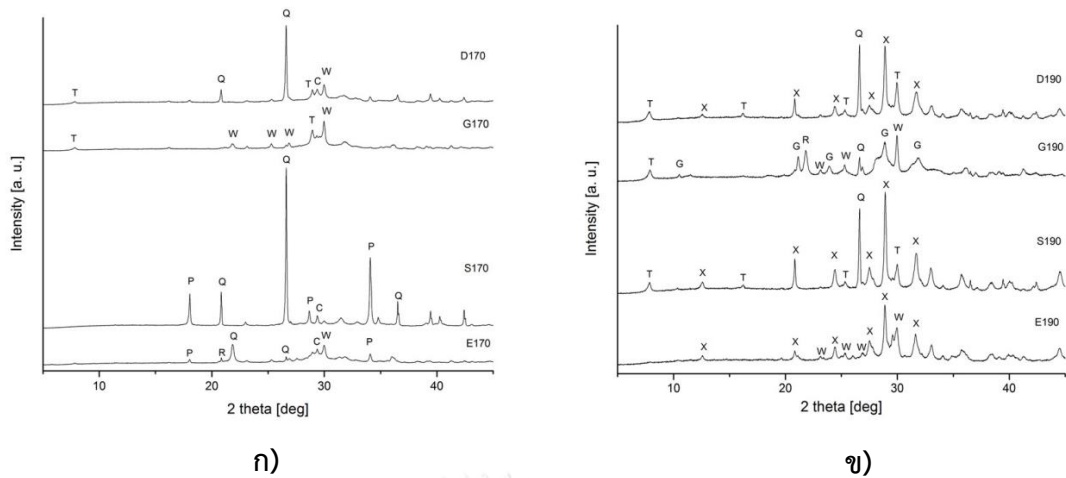 Q
D170
Q
T C W
T
G170
T W
T
W W W
Q
P
S170
P Q
P C
Q
Q
P R Q C W P
E170
Intensity [a. u.]
10 20 30 40
2 theta [deg]
ก)
Q X
D190
T
T X T X X T X X
G190
R
G G W
T G W G W Q G
Q X
S190
X
X X T X
T X T T
X
E190
X X W X W W X W X
Intensity [a. u.]
10 20 30 40
2 theta [deg]
ข)